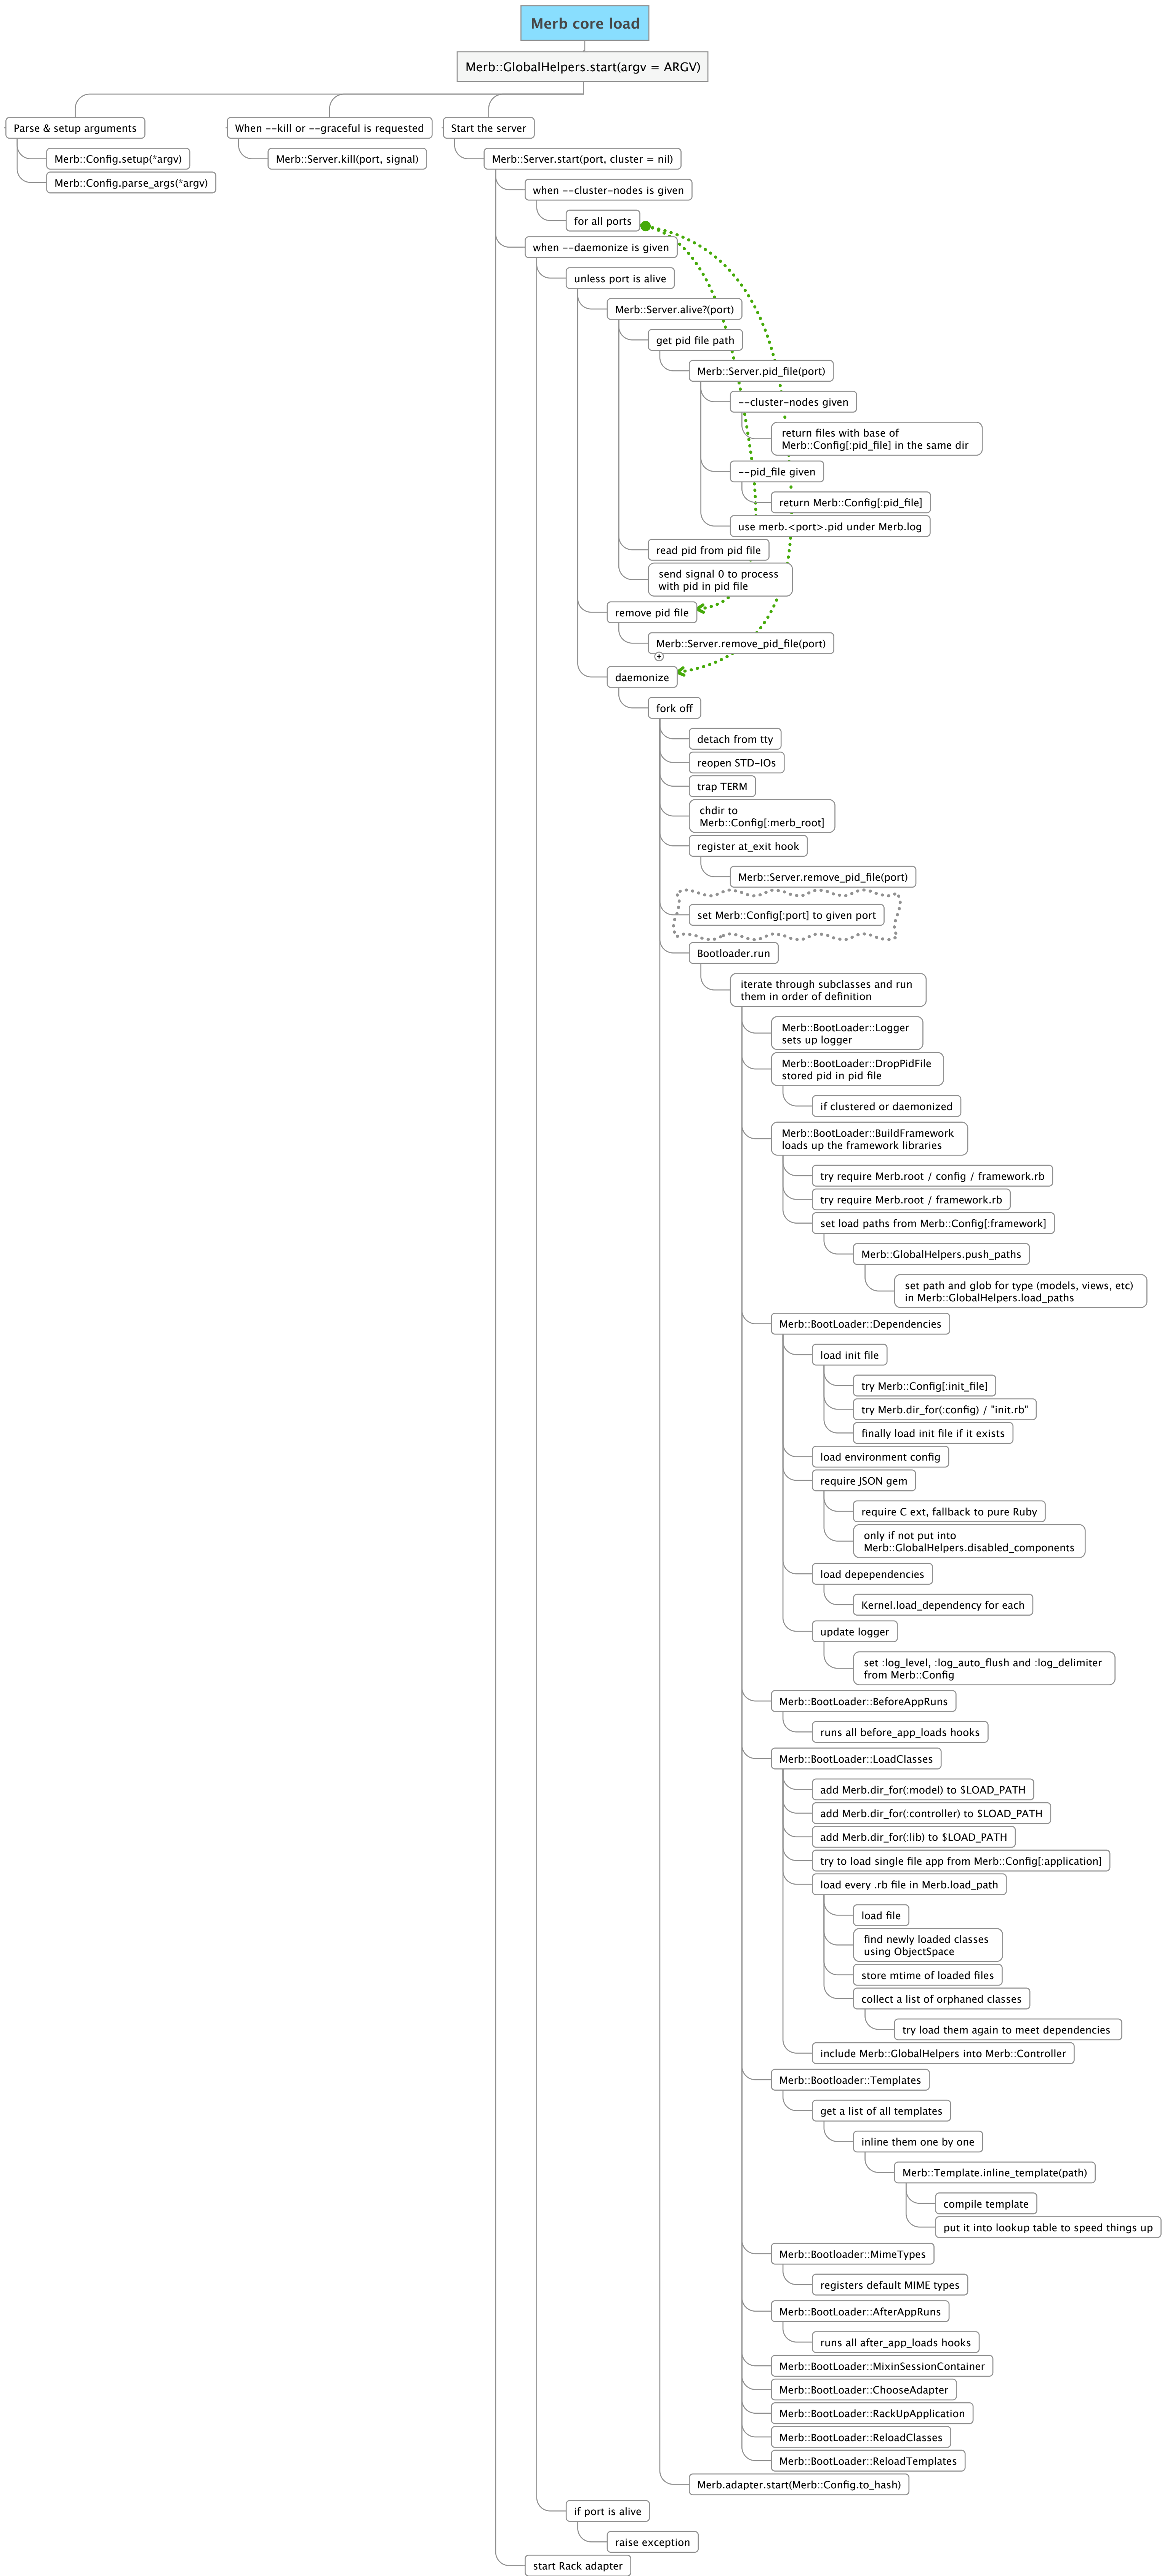 Merb core load
Merb::GlobalHelpers.start(argv = ARGV)
Parse & setup arguments
Merb::Config.setup(*argv)
Merb::Config.parse_args(*argv)
When --kill or --graceful is requested
Merb::Server.kill(port, signal)
Start the server
Merb::Server.start(port, cluster = nil)
when --cluster-nodes is given
for all ports
when --daemonize is given
unless port is alive
Merb::Server.alive?(port)
get pid file path
Merb::Server.pid_file(port)
--cluster-nodes given
return files with base of
Merb::Config[:pid_file] in the same dir
--pid_file given
return Merb::Config[:pid_file]
use merb.<port>.pid under Merb.log
read pid from pid file
send signal 0 to process
with pid in pid file
remove pid file
Merb::Server.remove_pid_file(port)
daemonize
fork off
detach from tty
reopen STD-IOs
trap TERM
chdir to
Merb::Config[:merb_root]
register at_exit hook
Merb::Server.remove_pid_file(port)
set Merb::Config[:port] to given port
Bootloader.run
iterate through subclasses and run
them in order of definition
Merb::BootLoader::Logger
sets up logger
Merb::BootLoader::DropPidFile
stored pid in pid file
if clustered or daemonized
Merb::BootLoader::BuildFramework
loads up the framework libraries
try require Merb.root / config / framework.rb
try require Merb.root / framework.rb
set load paths from Merb::Config[:framework]
Merb::GlobalHelpers.push_paths
set path and glob for type (models, views, etc)
in Merb::GlobalHelpers.load_paths
Merb::BootLoader::Dependencies
load init file
try Merb::Config[:init_file]
try Merb.dir_for(:config) / "init.rb"
finally load init file if it exists
load environment config
require JSON gem
require C ext, fallback to pure Ruby
only if not put into
Merb::GlobalHelpers.disabled_components
load depependencies
Kernel.load_dependency for each
update logger
set :log_level, :log_auto_flush and :log_delimiter
from Merb::Config
Merb::BootLoader::BeforeAppRuns
runs all before_app_loads hooks
Merb::BootLoader::LoadClasses
add Merb.dir_for(:model) to $LOAD_PATH
add Merb.dir_for(:controller) to $LOAD_PATH
add Merb.dir_for(:lib) to $LOAD_PATH
try to load single file app from Merb::Config[:application]
load every .rb file in Merb.load_path
load file
find newly loaded classes
using ObjectSpace
store mtime of loaded files
collect a list of orphaned classes
try load them again to meet dependencies
include Merb::GlobalHelpers into Merb::Controller
Merb::Bootloader::Templates
get a list of all templates
inline them one by one
Merb::Template.inline_template(path)
compile template
put it into lookup table to speed things up
Merb::Bootloader::MimeTypes
registers default MIME types
Merb::BootLoader::AfterAppRuns
runs all after_app_loads hooks
Merb::BootLoader::MixinSessionContainer
Merb::BootLoader::ChooseAdapter
Merb::BootLoader::RackUpApplication
Merb::BootLoader::ReloadClasses
Merb::BootLoader::ReloadTemplates
Merb.adapter.start(Merb::Config.to_hash)
if port is alive
raise exception
start Rack adapter